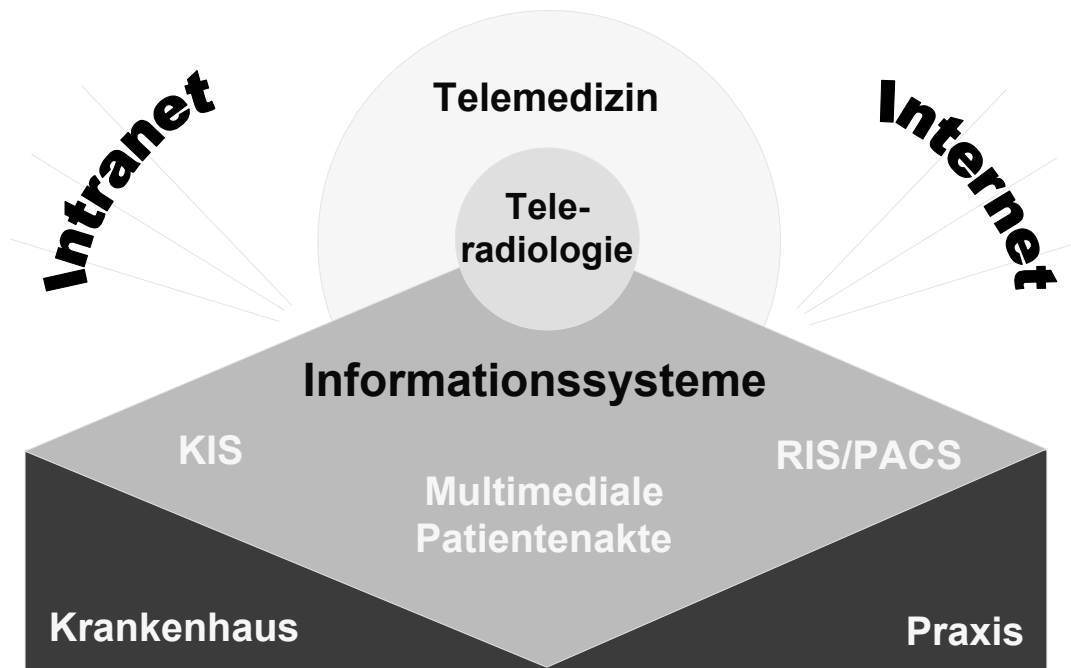 Intranet
Telemedizin
Internet
Tele-
radiologie
Informationssysteme
KIS
RIS/PACS
Multimediale
Patientenakte
Krankenhaus
Praxis